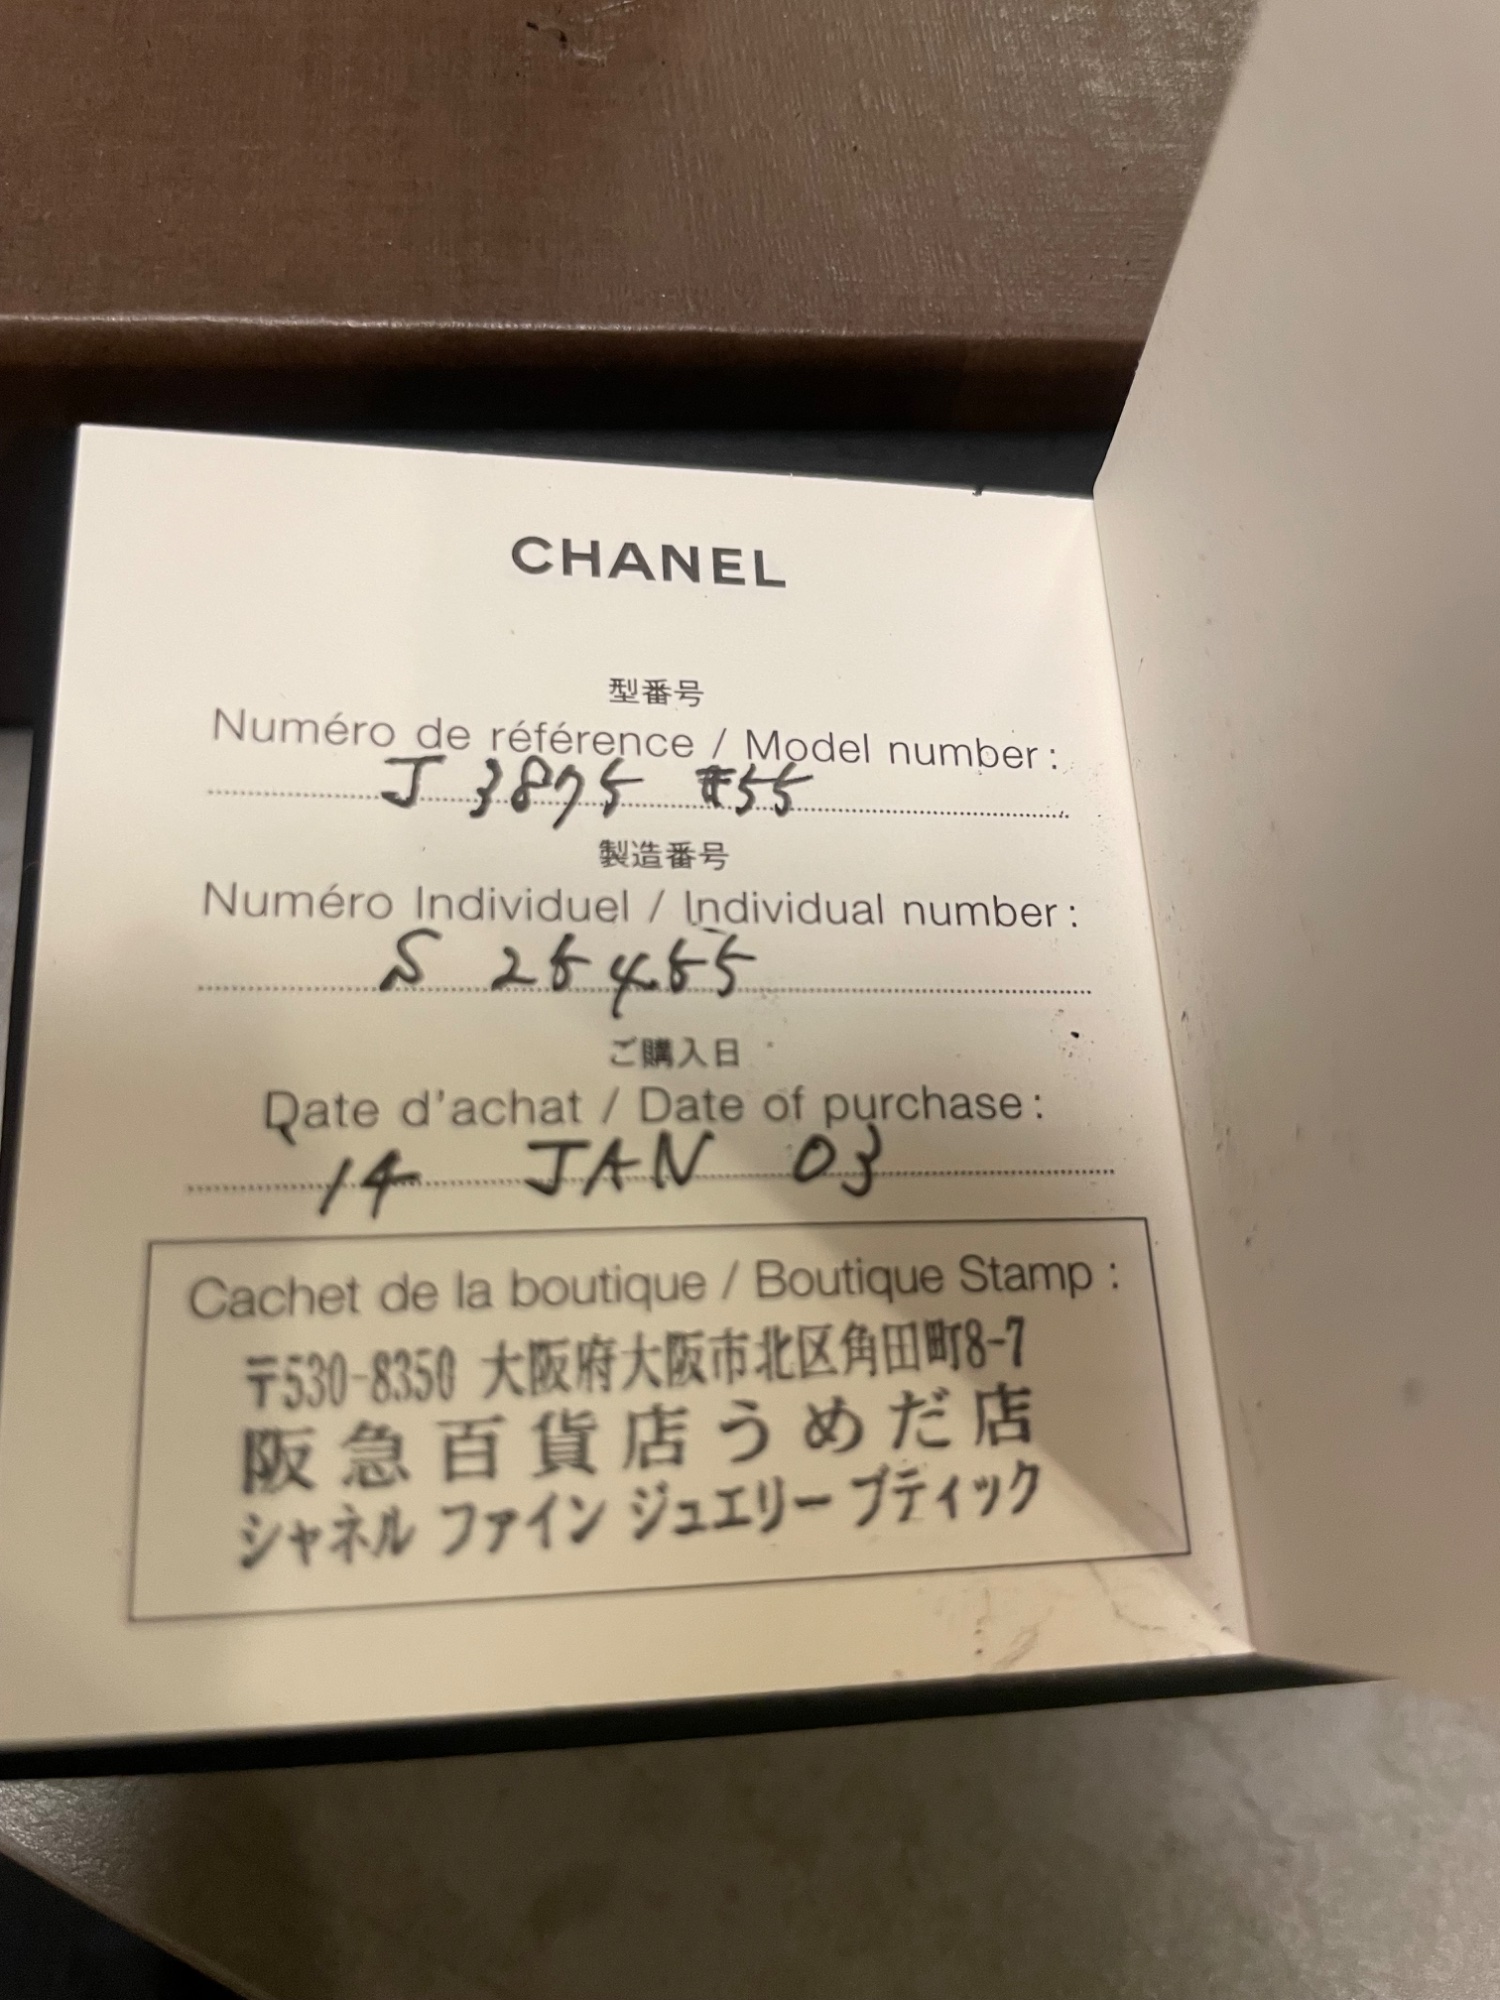 CHANEL
型番号
Numéro de référence / Model number:
J 3875 #55
製造番号
Numéro Individuel / Individual number:
S 25455
ご購入日
Date d'achat / Date of purchase:
14 JAN 03
Cachet de la boutique / Boutique Stamp :
〒530-8350 大阪府大阪市北区角田町8-7
阪急百貨店うめだ店
シャネル ファイン ジュエリー ブティック